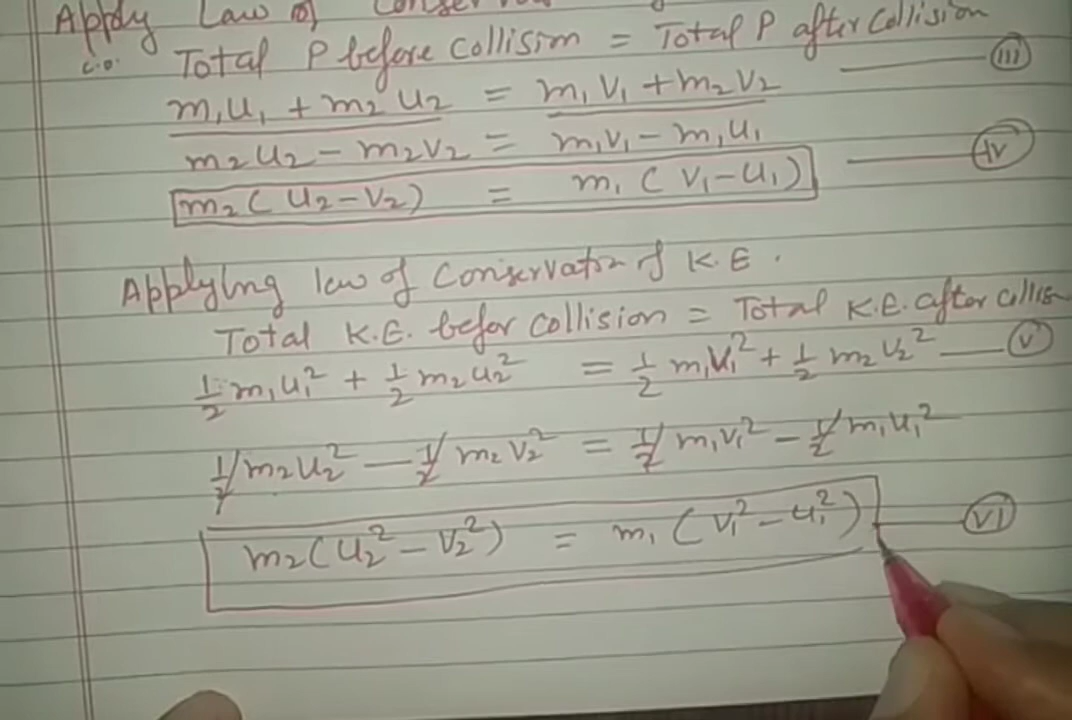 Apply Law of Conser
L.O. Total P before Collision = Total P after Collision
m₁u₁ + m₂u₂ = m₁v₁ + m₂v₂ — (iii)
m₂u₂ - m₂v₂ = m₁v₁ - m₁u₁
m₂(u₂-v₂) = m₁(v₁-u₁) — (iv)
Applying law of Conservation of K.E.
Total K.E. befor collision = Total K.E. after collisn
½m₁u₁² + ½m₂u₂² = ½m₁v₁² + ½m₂v₂² — (v)
½m₂u₂² - ½m₂v₂² = ½m₁v₁² - ½m₁u₁²
m₂(u₂² - v₂²) = m₁(v₁² - u₁²) — (vi)